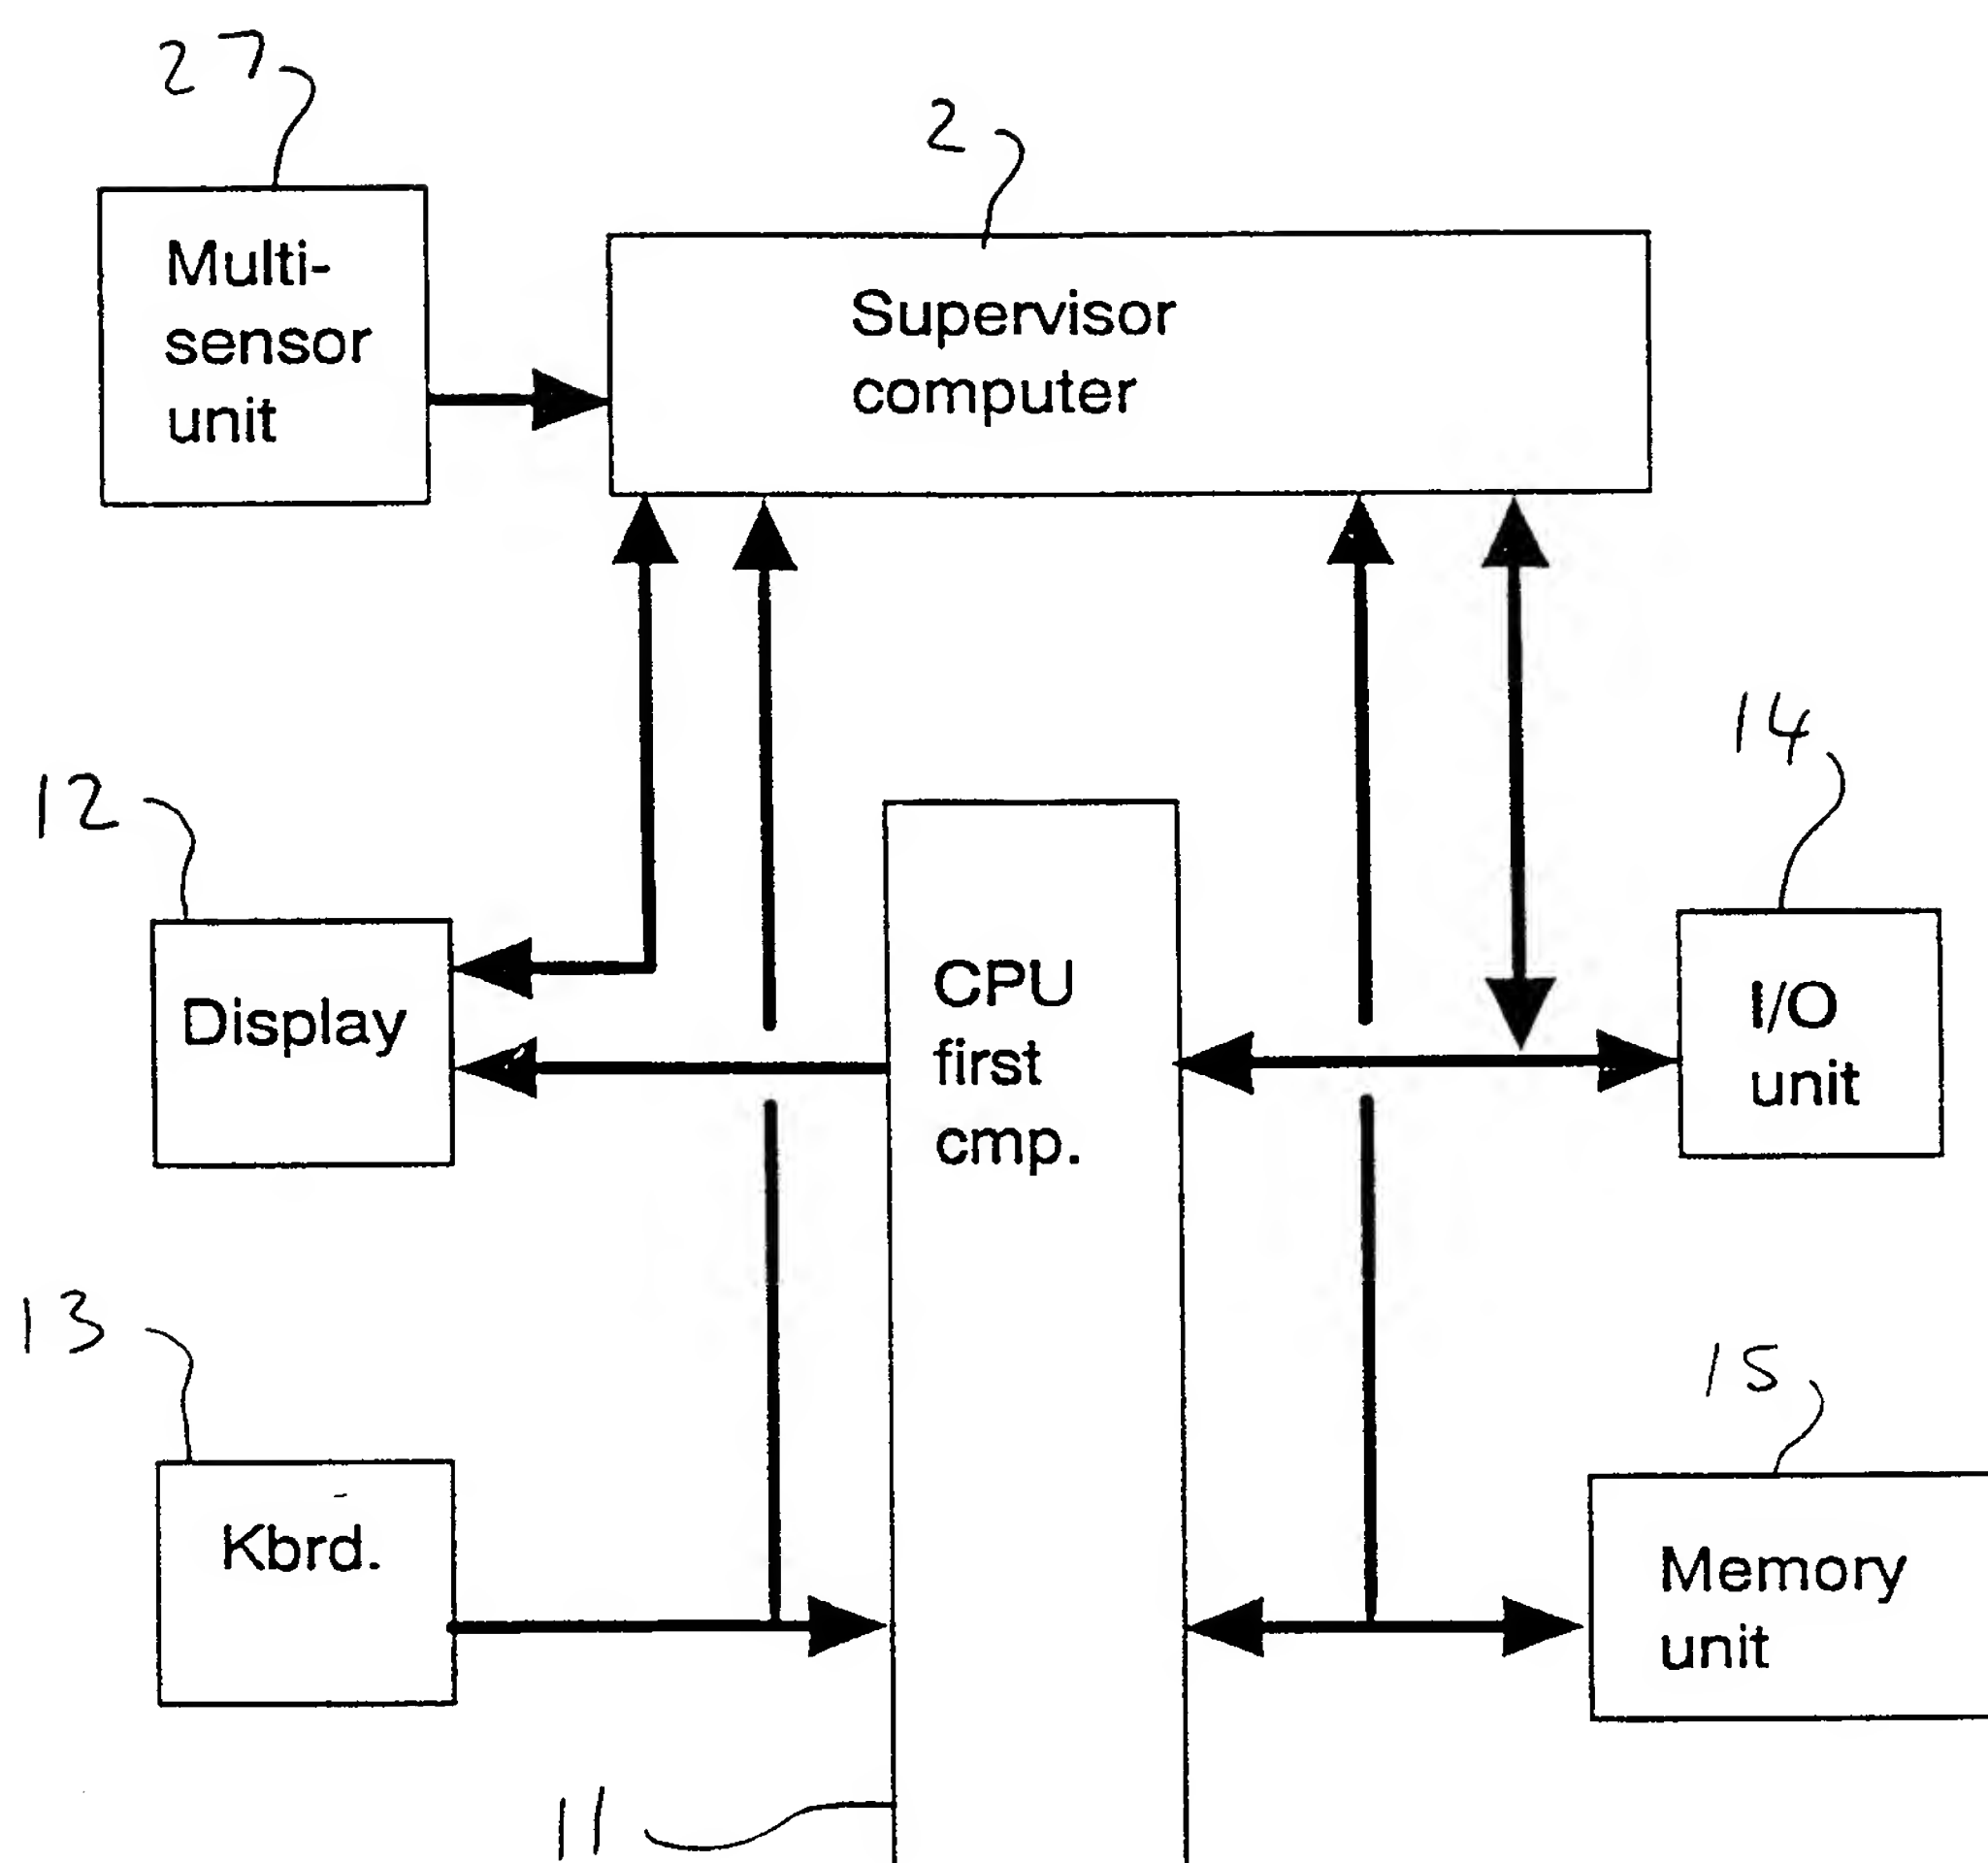 27
2
Multi-
sensor
unit
Supervisor
computer
14
12
Display
CPU
first
cmp.
I/O
unit
13
15
Kbrd.
Memory
unit
11